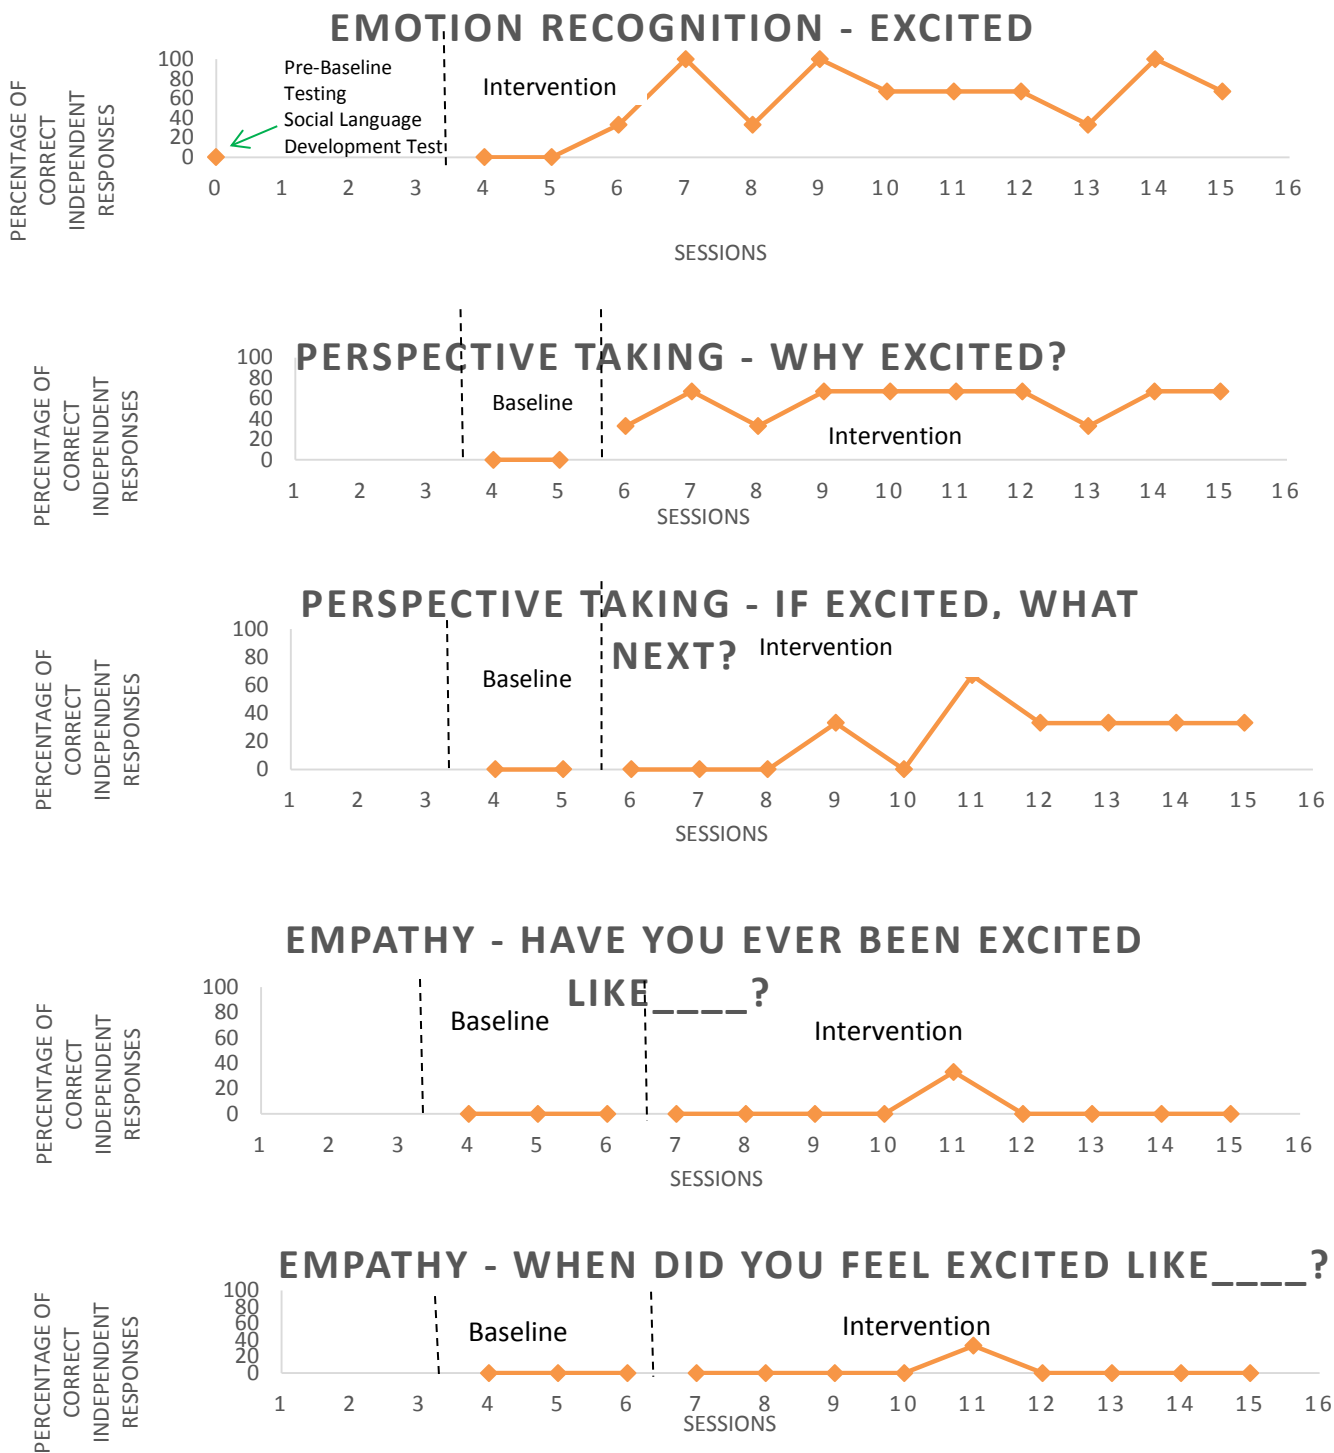 EMOTION RECOGNITION - EXCITED
PERCENTAGE OF
CORRECT
INDEPENDENT
RESPONSES
100
80
60
40
20
0
Pre-Baseline
Testing
Social Language
Development Test
Intervention
0 1 2 3 4 5 6 7 8 9 10 11 12 13 14 15 16
SESSIONS
PERSPECTIVE TAKING - WHY EXCITED?
PERCENTAGE OF
CORRECT
INDEPENDENT
RESPONSES
100
80
60
40
20
0
Baseline
Intervention
1 2 3 4 5 6 7 8 9 10 11 12 13 14 15 16
SESSIONS
PERSPECTIVE TAKING - IF EXCITED, WHAT
NEXT?
PERCENTAGE OF
CORRECT
INDEPENDENT
RESPONSES
100
80
60
40
20
0
Baseline
Intervention
1 2 3 4 5 6 7 8 9 10 11 12 13 14 15 16
SESSIONS
EMPATHY - HAVE YOU EVER BEEN EXCITED
LIKE____?
PERCENTAGE OF
CORRECT
INDEPENDENT
RESPONSES
100
80
60
40
20
0
Baseline
Intervention
1 2 3 4 5 6 7 8 9 10 11 12 13 14 15 16
SESSIONS
EMPATHY - WHEN DID YOU FEEL EXCITED LIKE____?
PERCENTAGE OF
CORRECT
INDEPENDENT
RESPONSES
100
80
60
40
20
0
Baseline
Intervention
1 2 3 4 5 6 7 8 9 10 11 12 13 14 15 16
SESSIONS